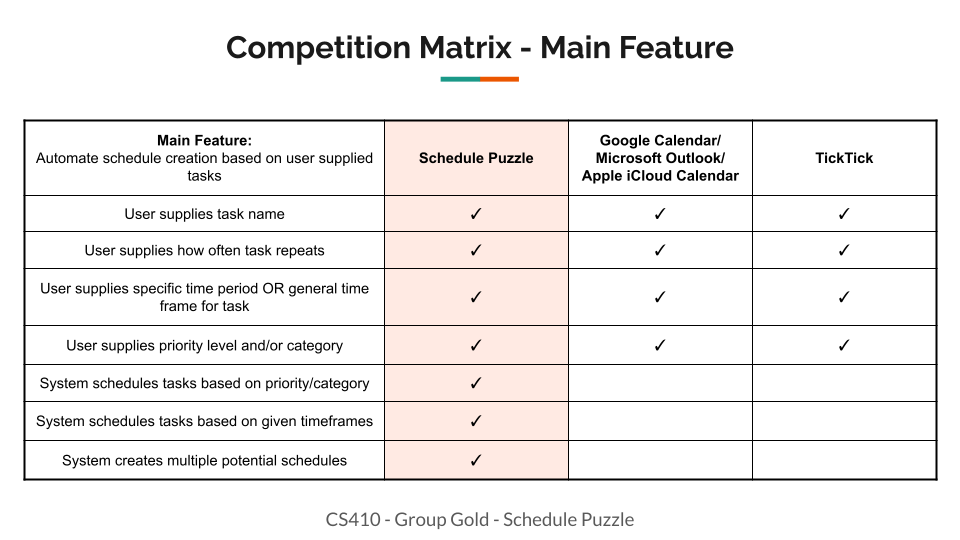 Competition Matrix - Main Feature
Main Feature:
Automate schedule creation based on user supplied
tasks
Schedule Puzzle
Google Calendar/
Microsoft Outlook/
Apple iCloud Calendar
TickTick
User supplies task name
✓ ✓ ✓
User supplies how often task repeats
✓ ✓ ✓
User supplies specific time period OR general time
frame for task
✓ ✓ ✓
User supplies priority level and/or category
✓ ✓ ✓
System schedules tasks based on priority/category
✓
System schedules tasks based on given timeframes
✓
System creates multiple potential schedules
✓
CS410 - Group Gold - Schedule Puzzle